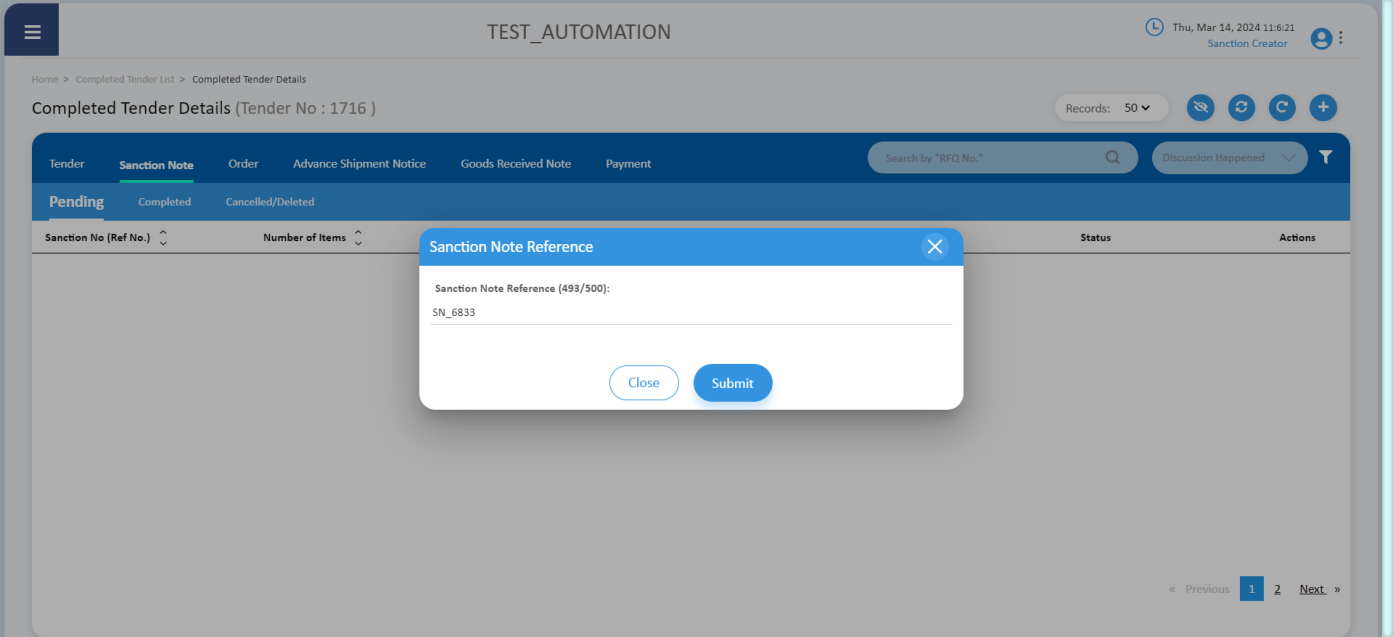 TEST_AUTOMATION
Thu, Mar 14, 2024 11:6:21
Sanction Creator
Home > Completed Tender List > Completed Tender Details
Completed Tender Details (Tender No : 1716 )
Records: 50
Tender Sanction Note Order Advance Shipment Notice Goods Received Note Payment
Search by "RFQ No."
Discussion Happened
Pending Completed Cancelled/Deleted
Sanction No (Ref No.) Number of Items Status Actions
Sanction Note Reference
Sanction Note Reference (493/500):
SN_6833
Close Submit
« Previous 1 2 Next »